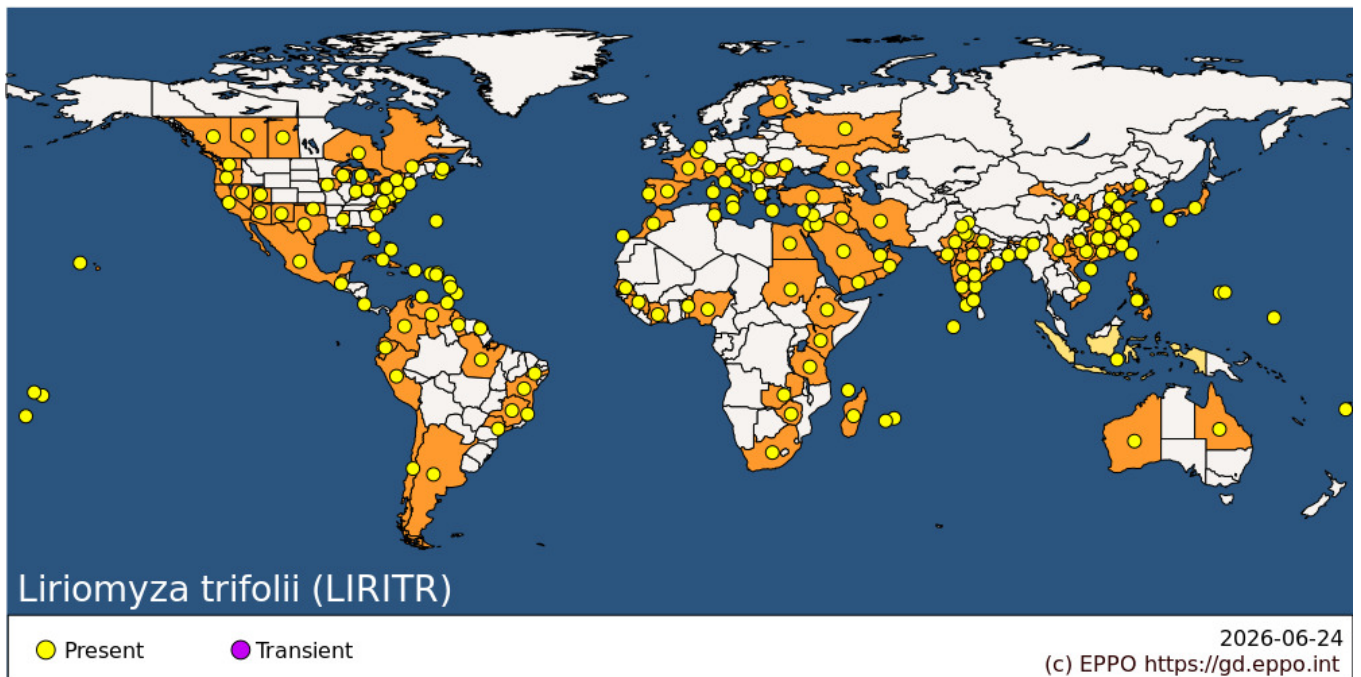 Liriomyza trifolii (LIRITR)
Present
Transient
2026-06-24
(c) EPPO https://gd.eppo.int